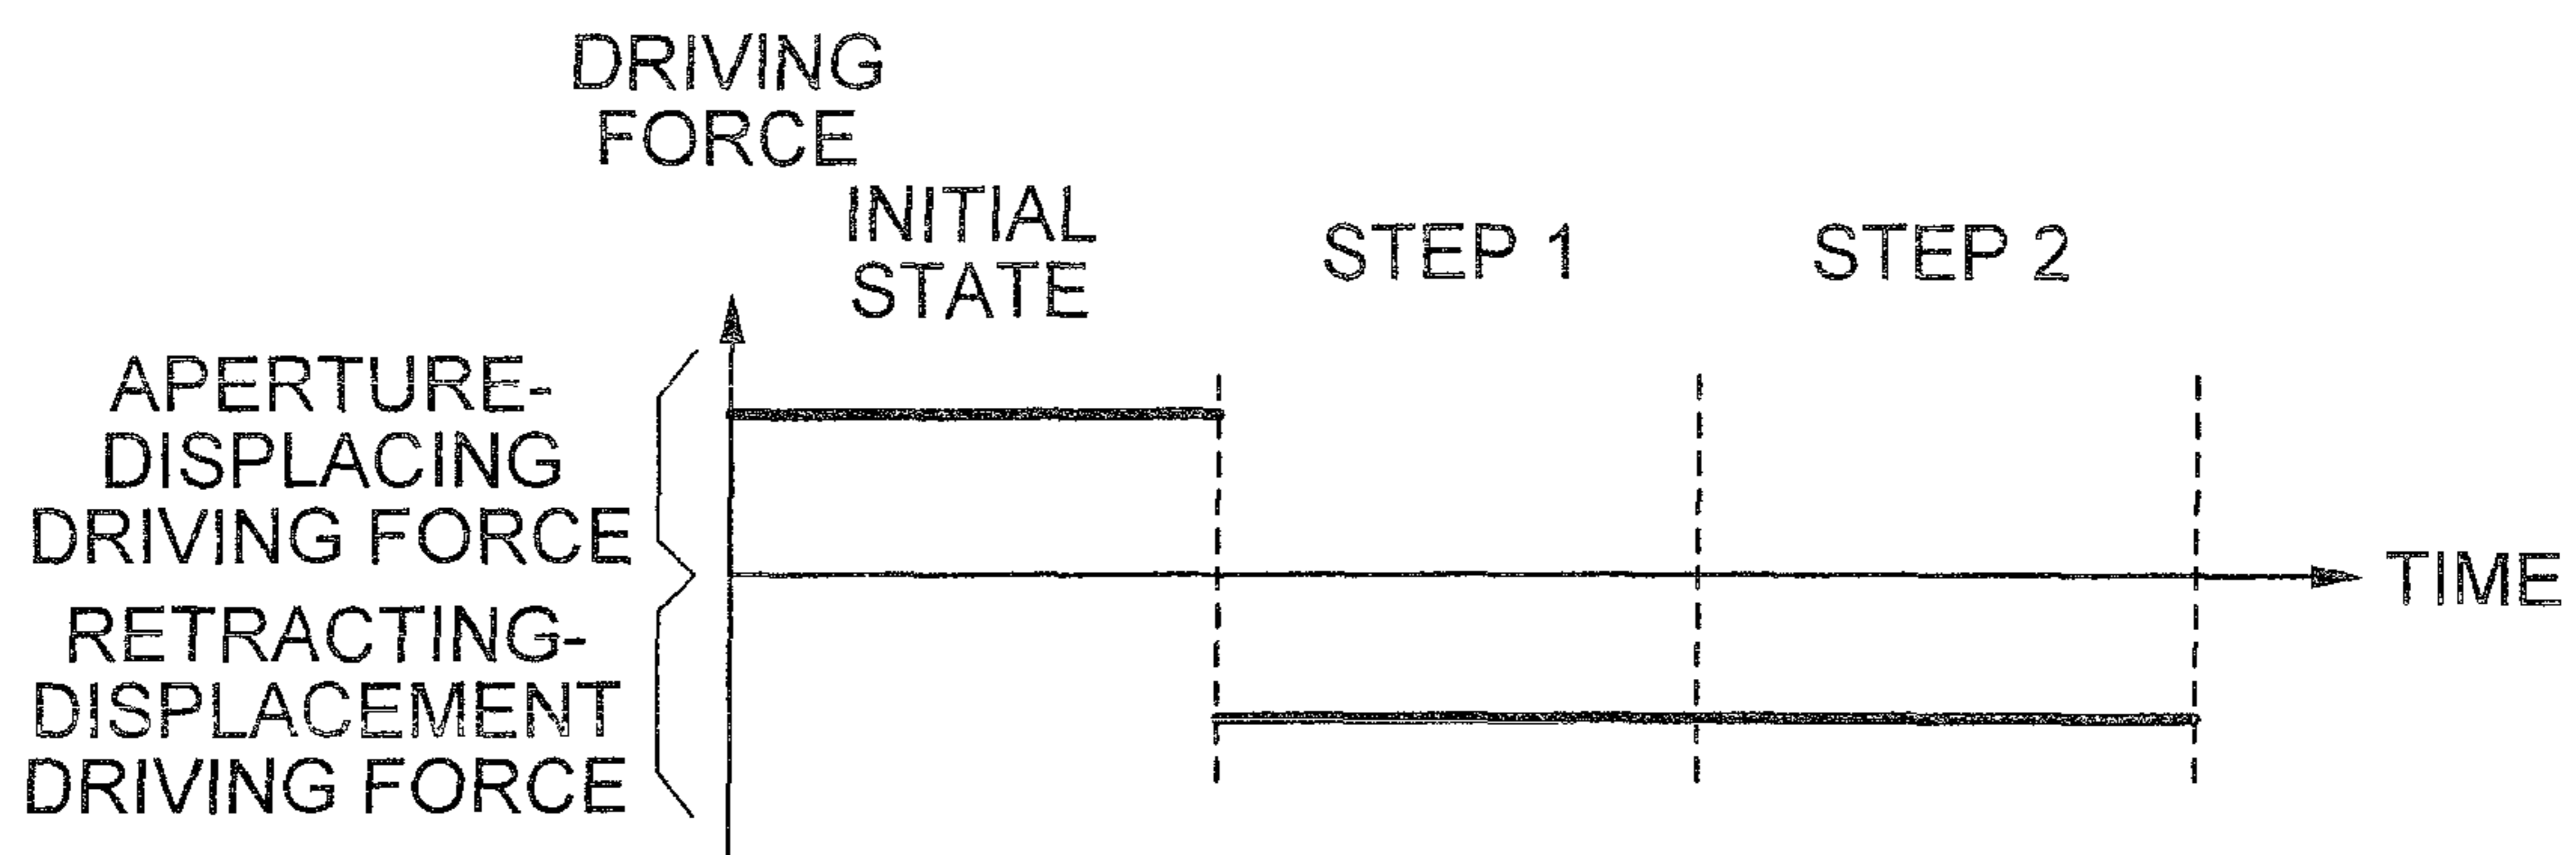 DRIVING
FORCE
INITIAL
STATE
STEP 1
STEP 2
APERTURE-
DISPLACING
DRIVING FORCE
TIME
RETRACTING-
DISPLACEMENT
DRIVING FORCE